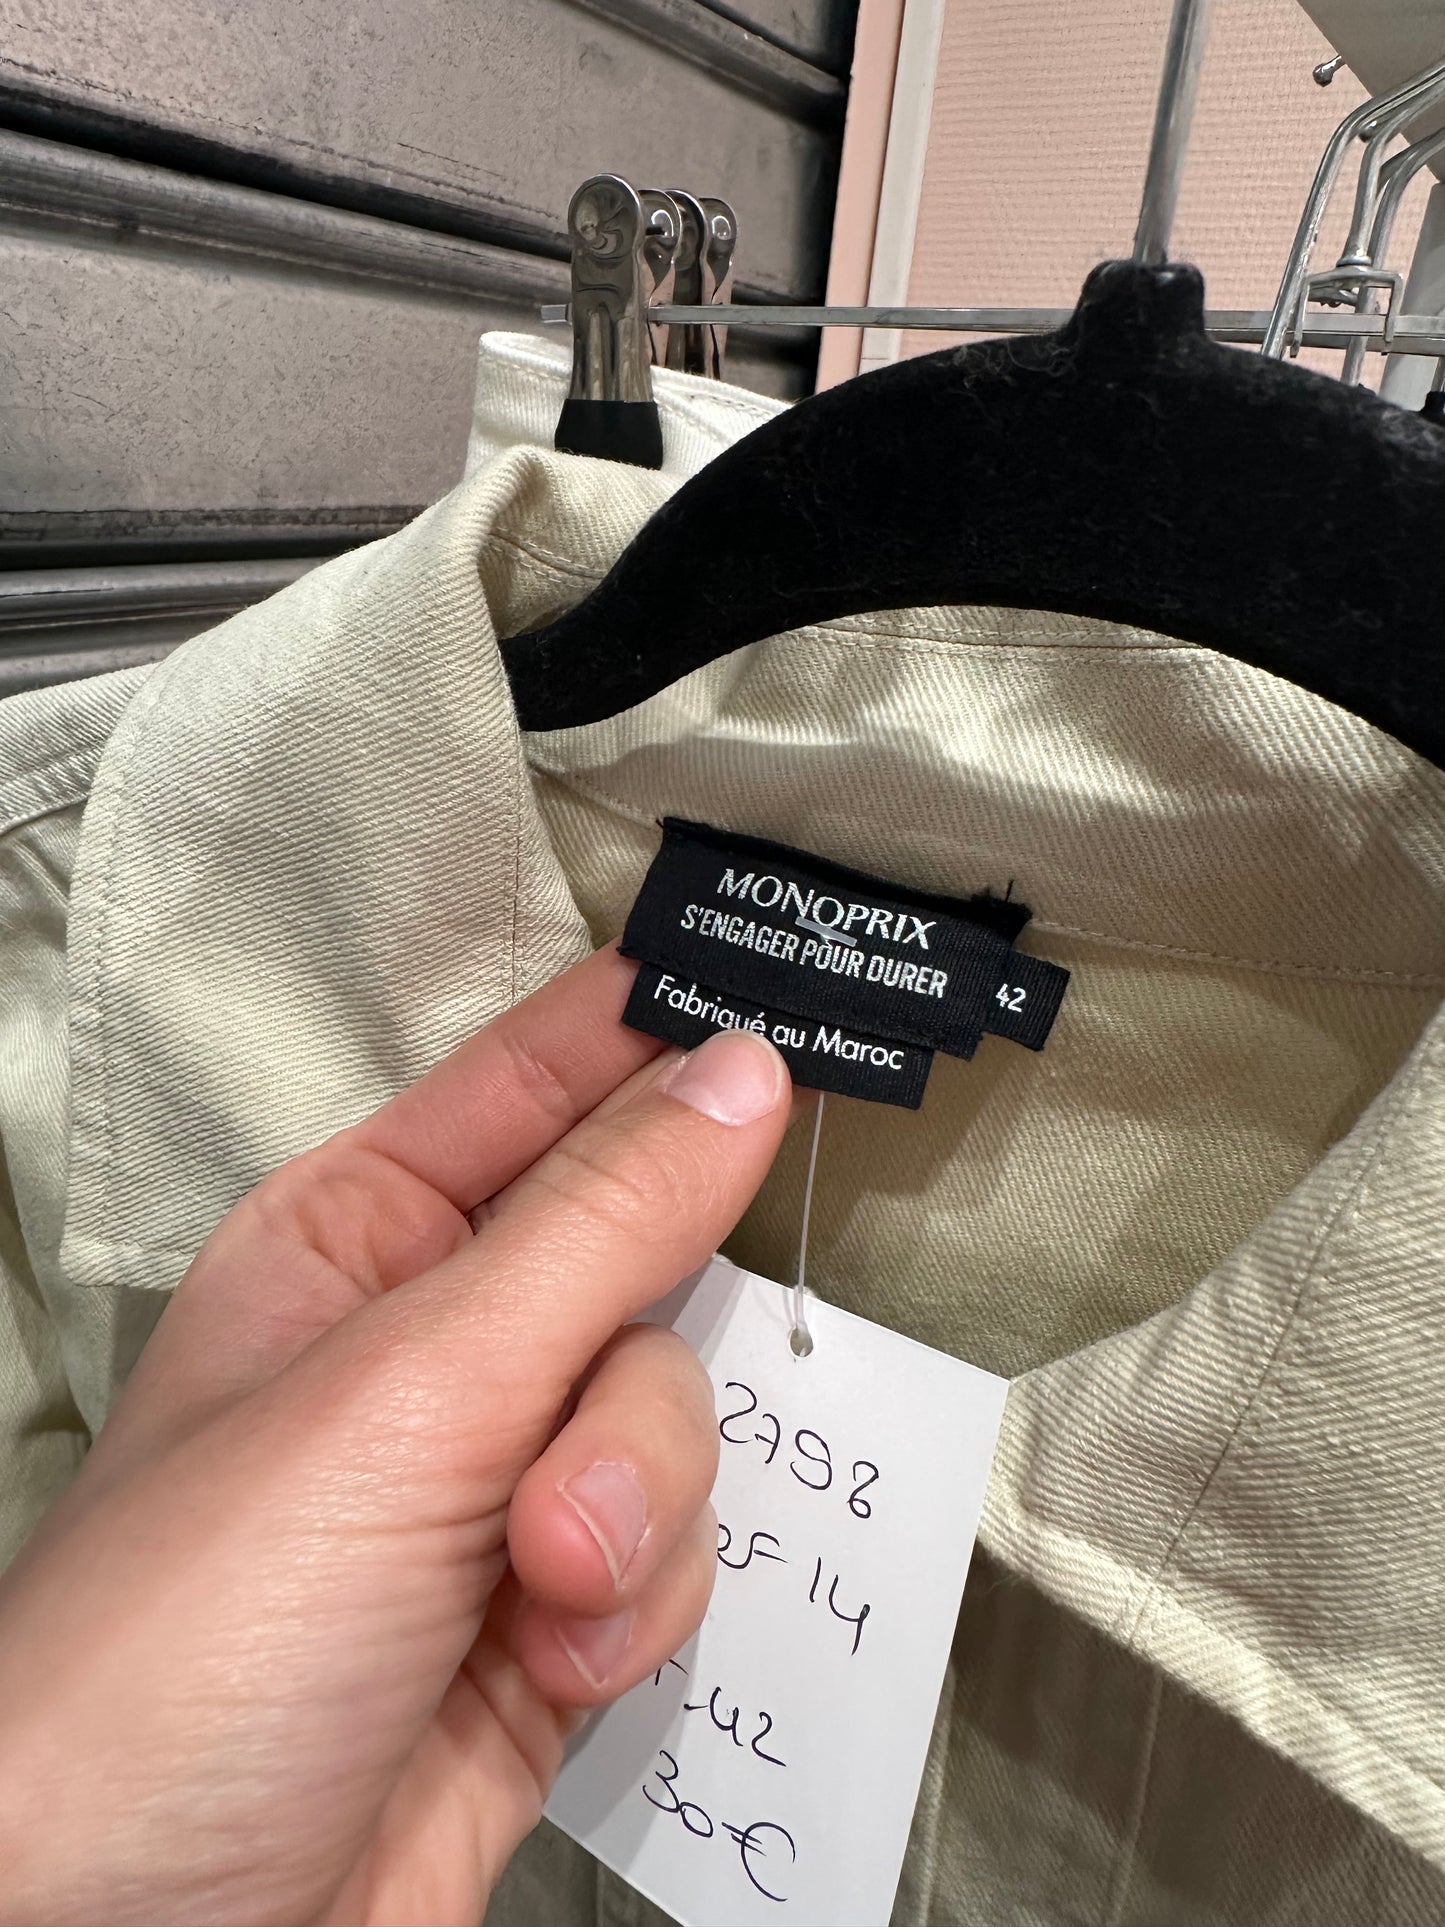 MONOPRIX
S'ENGAGER POUR DURER
42
Fabriqué au Maroc
2798
14
T.42
30€